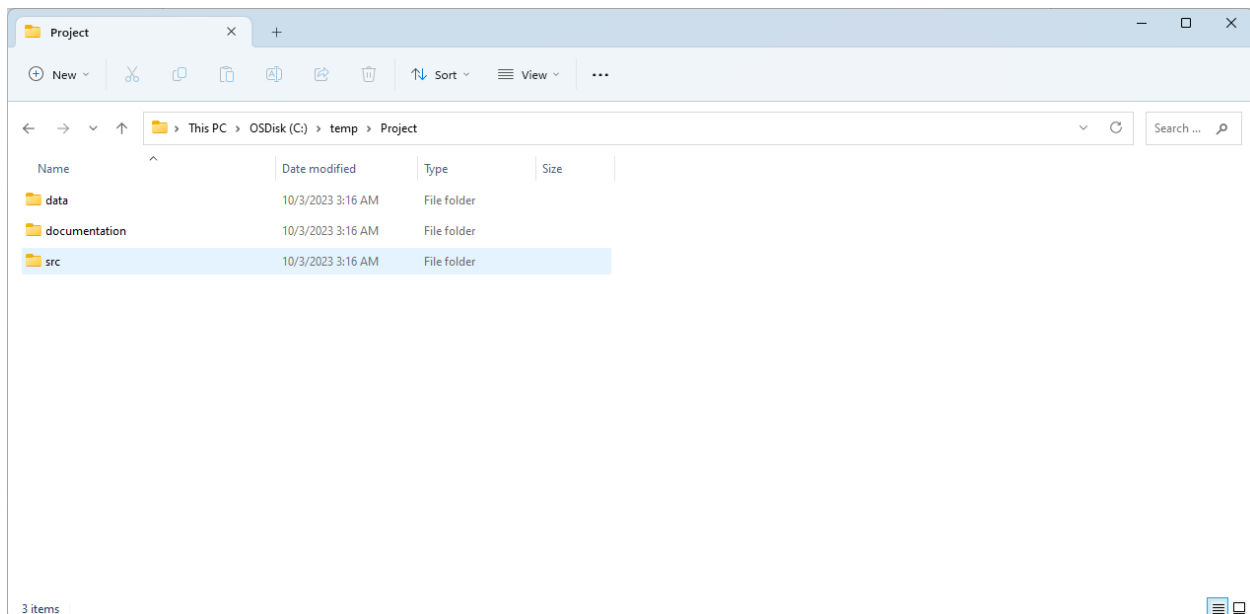 Project
New Sort View ...
This PC > OSDisk (C:) > temp > Project Search ...
Name Date modified Type Size
data 10/3/2023 3:16 AM File folder
documentation 10/3/2023 3:16 AM File folder
src 10/3/2023 3:16 AM File folder
3 items